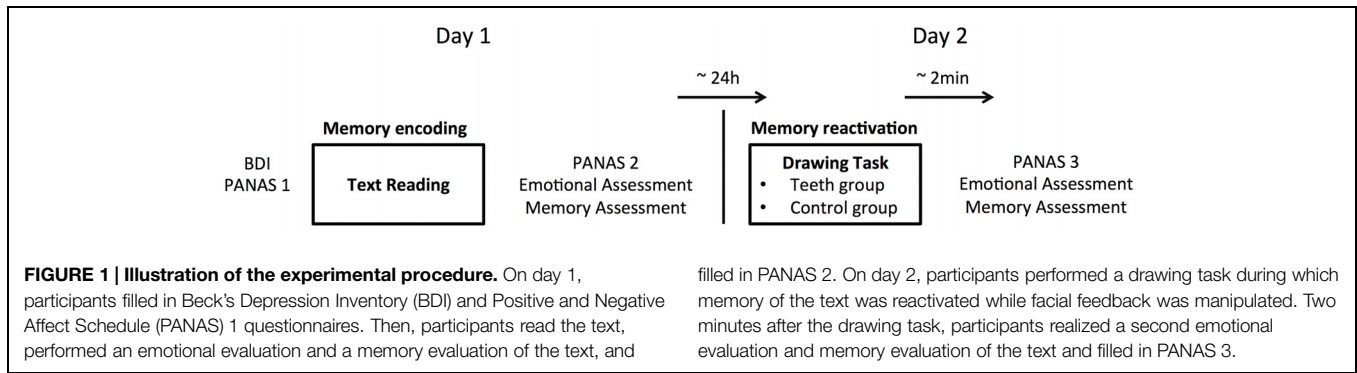 Day 1
Day 2
~ 24h
~ 2min
Memory encoding
Memory reactivation
BDI
PANAS 1
Text Reading
PANAS 2
Emotional Assessment
Memory Assessment
Drawing Task
• Teeth group
• Control group
PANAS 3
Emotional Assessment
Memory Assessment
FIGURE 1 | Illustration of the experimental procedure. On day 1,
participants filled in Beck's Depression Inventory (BDI) and Positive and Negative
Affect Schedule (PANAS) 1 questionnaires. Then, participants read the text,
performed an emotional evaluation and a memory evaluation of the text, and
filled in PANAS 2. On day 2, participants performed a drawing task during which
memory of the text was reactivated while facial feedback was manipulated. Two
minutes after the drawing task, participants realized a second emotional
evaluation and memory evaluation of the text and filled in PANAS 3.